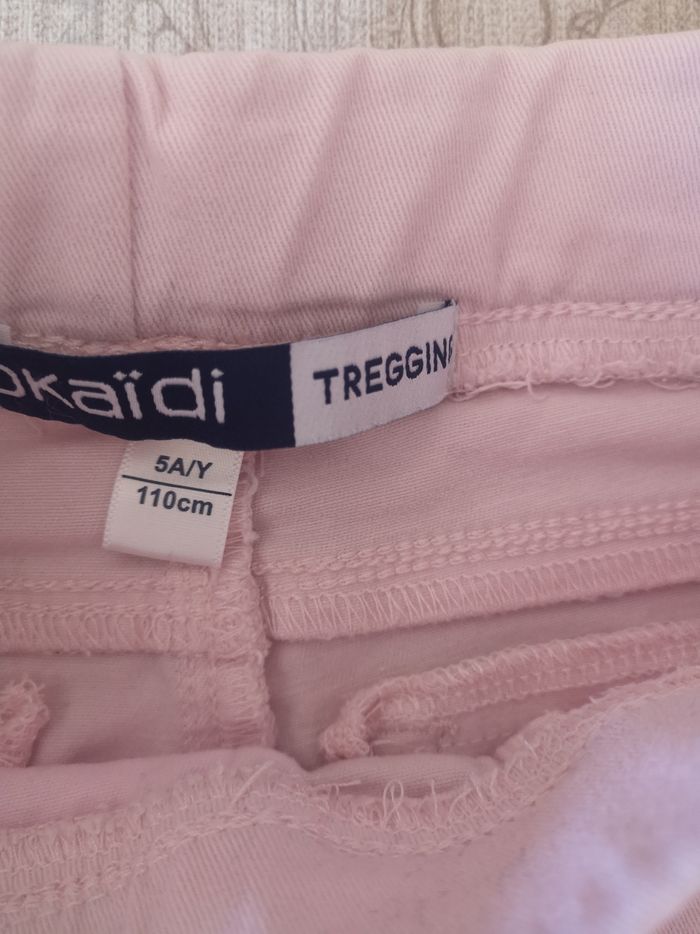 okaïdi
TREGGING
5A/Y
110cm